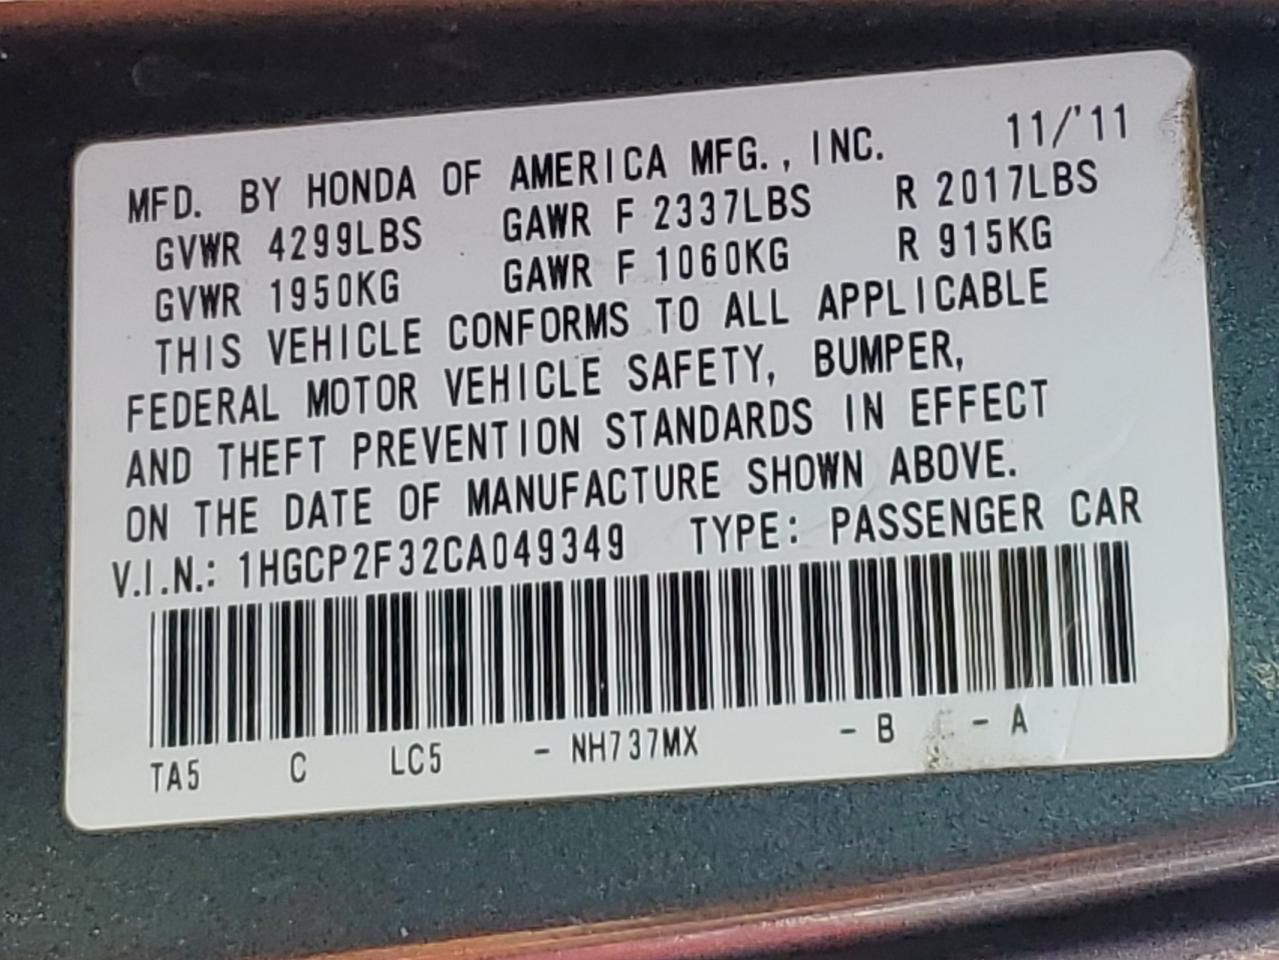 MFD. BY HONDA OF AMERICA MFG., INC. 11/'11
GVWR 4299LBS GAWR F 2337LBS R 2017LBS
GVWR 1950KG GAWR F 1060KG R 915KG
THIS VEHICLE CONFORMS TO ALL APPLICABLE
FEDERAL MOTOR VEHICLE SAFETY, BUMPER,
AND THEFT PREVENTION STANDARDS IN EFFECT
ON THE DATE OF MANUFACTURE SHOWN ABOVE.
V.I.N.: 1HGCP2F32CA049349 TYPE: PASSENGER CAR
TA5 C LC5 - NH737MX - B - A